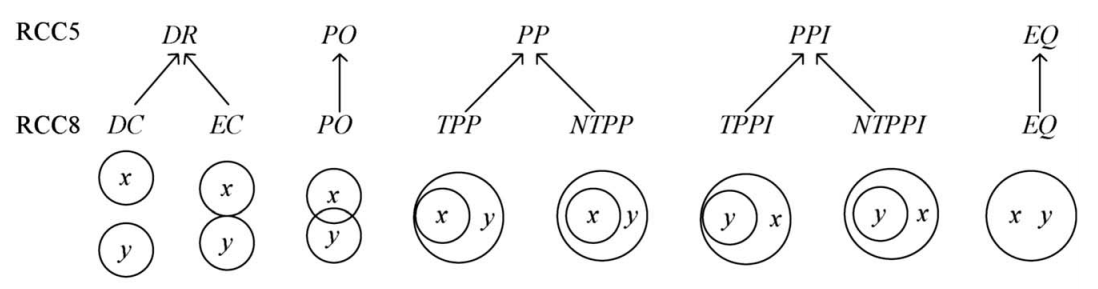 RCC5 DR PO PP PPI EQ
RCC8 DC EC PO TPP NTPP TPPI NTPPI EQ
x x x x y x y y x y x x y
y y y